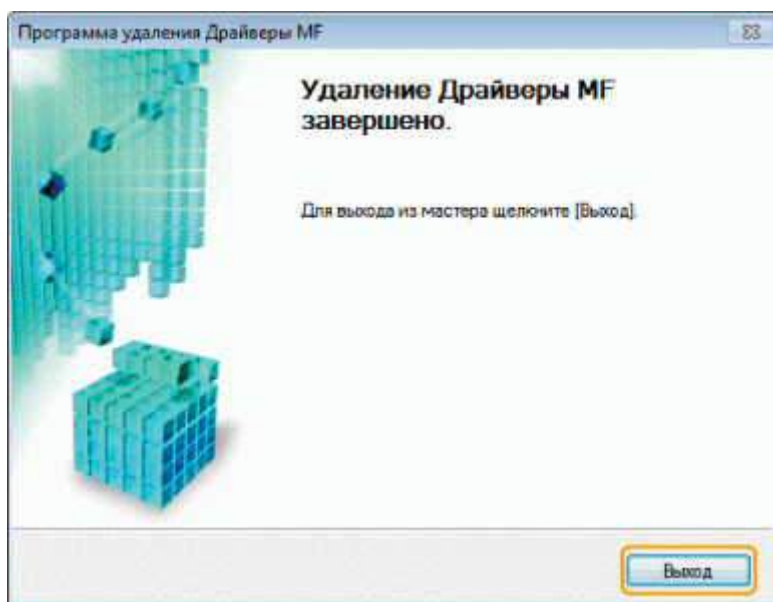 Программа удаления Драйверы MF
Удаление Драйверы MF
завершено.
Для выхода из мастера щелкните [Выход].
Выход